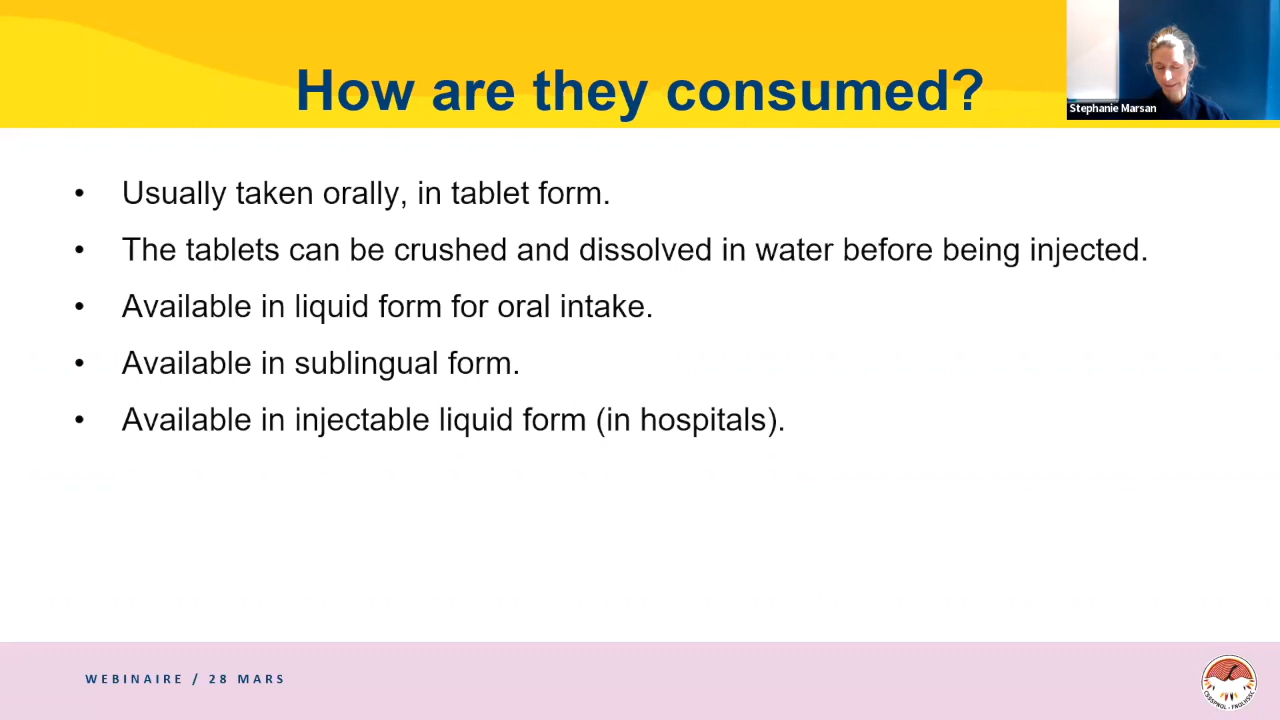 How are they consumed?
Stephanie Marsan
• Usually taken orally, in tablet form.
• The tablets can be crushed and dissolved in water before being injected.
• Available in liquid form for oral intake.
• Available in sublingual form.
• Available in injectable liquid form (in hospitals).
WEBINAIRE / 28 MARS
CSSSPNQL - FNQLHSSC